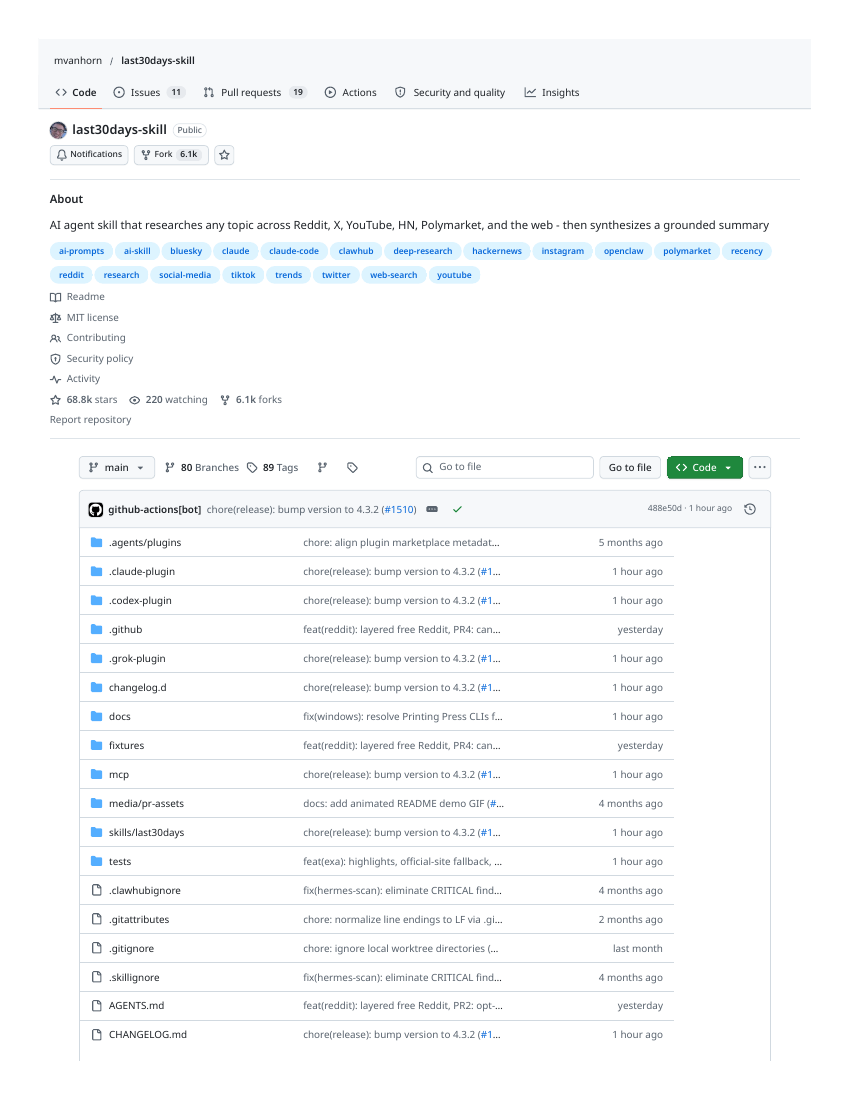 mvanhorn / last30days-skill
Code Issues 11 Pull requests 19 Actions Security and quality Insights
last30days-skill Public
Notifications Fork 6.1k
About
AI agent skill that researches any topic across Reddit, X, YouTube, HN, Polymarket, and the web - then synthesizes a grounded summary
ai-prompts ai-skill bluesky claude claude-code clawhub deep-research hackernews instagram openclaw polymarket recency
reddit research social-media tiktok trends twitter web-search youtube
Readme
MIT license
Contributing
Security policy
Activity
68.8k stars 220 watching 6.1k forks
Report repository
main 80 Branches 89 Tags Go to file Go to file Code
github-actions[bot] chore(release): bump version to 4.3.2 (#1510) 488e50d · 1 hour ago
.agents/plugins chore: align plugin marketplace metadat... 5 months ago
.claude-plugin chore(release): bump version to 4.3.2 (#1... 1 hour ago
.codex-plugin chore(release): bump version to 4.3.2 (#1... 1 hour ago
.github feat(reddit): layered free Reddit, PR4: can... yesterday
.grok-plugin chore(release): bump version to 4.3.2 (#1... 1 hour ago
changelog.d chore(release): bump version to 4.3.2 (#1... 1 hour ago
docs fix(windows): resolve Printing Press CLIs f... 1 hour ago
fixtures feat(reddit): layered free Reddit, PR4: can... yesterday
mcp chore(release): bump version to 4.3.2 (#1... 1 hour ago
media/pr-assets docs: add animated README demo GIF (#... 4 months ago
skills/last30days chore(release): bump version to 4.3.2 (#1... 1 hour ago
tests feat(exa): highlights, official-site fallback, ... 1 hour ago
.clawhubignore fix(hermes-scan): eliminate CRITICAL find... 4 months ago
.gitattributes chore: normalize line endings to LF via .gi... 2 months ago
.gitignore chore: ignore local worktree directories (... last month
.skillignore fix(hermes-scan): eliminate CRITICAL find... 4 months ago
AGENTS.md feat(reddit): layered free Reddit, PR2: opt-... yesterday
CHANGELOG.md chore(release): bump version to 4.3.2 (#1... 1 hour ago